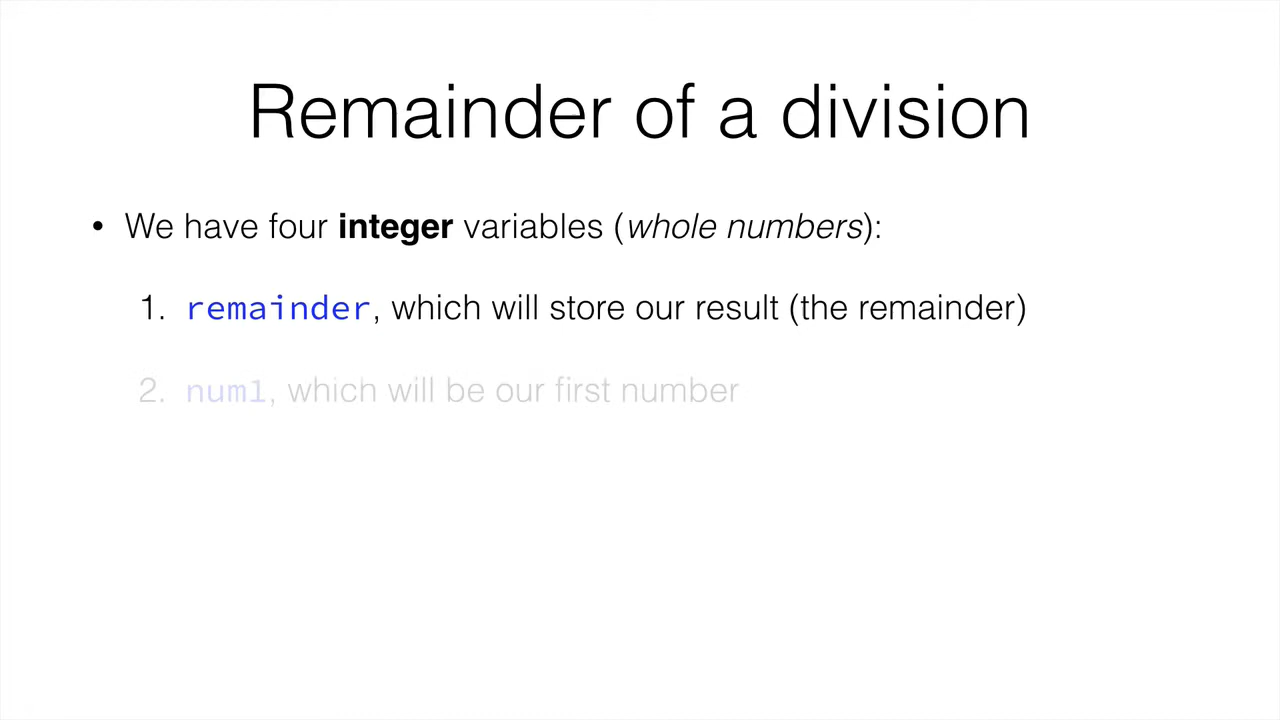 Remainder of a division
• We have four integer variables (whole numbers):
1. remainder, which will store our result (the remainder)
2. num1, which will be our first number